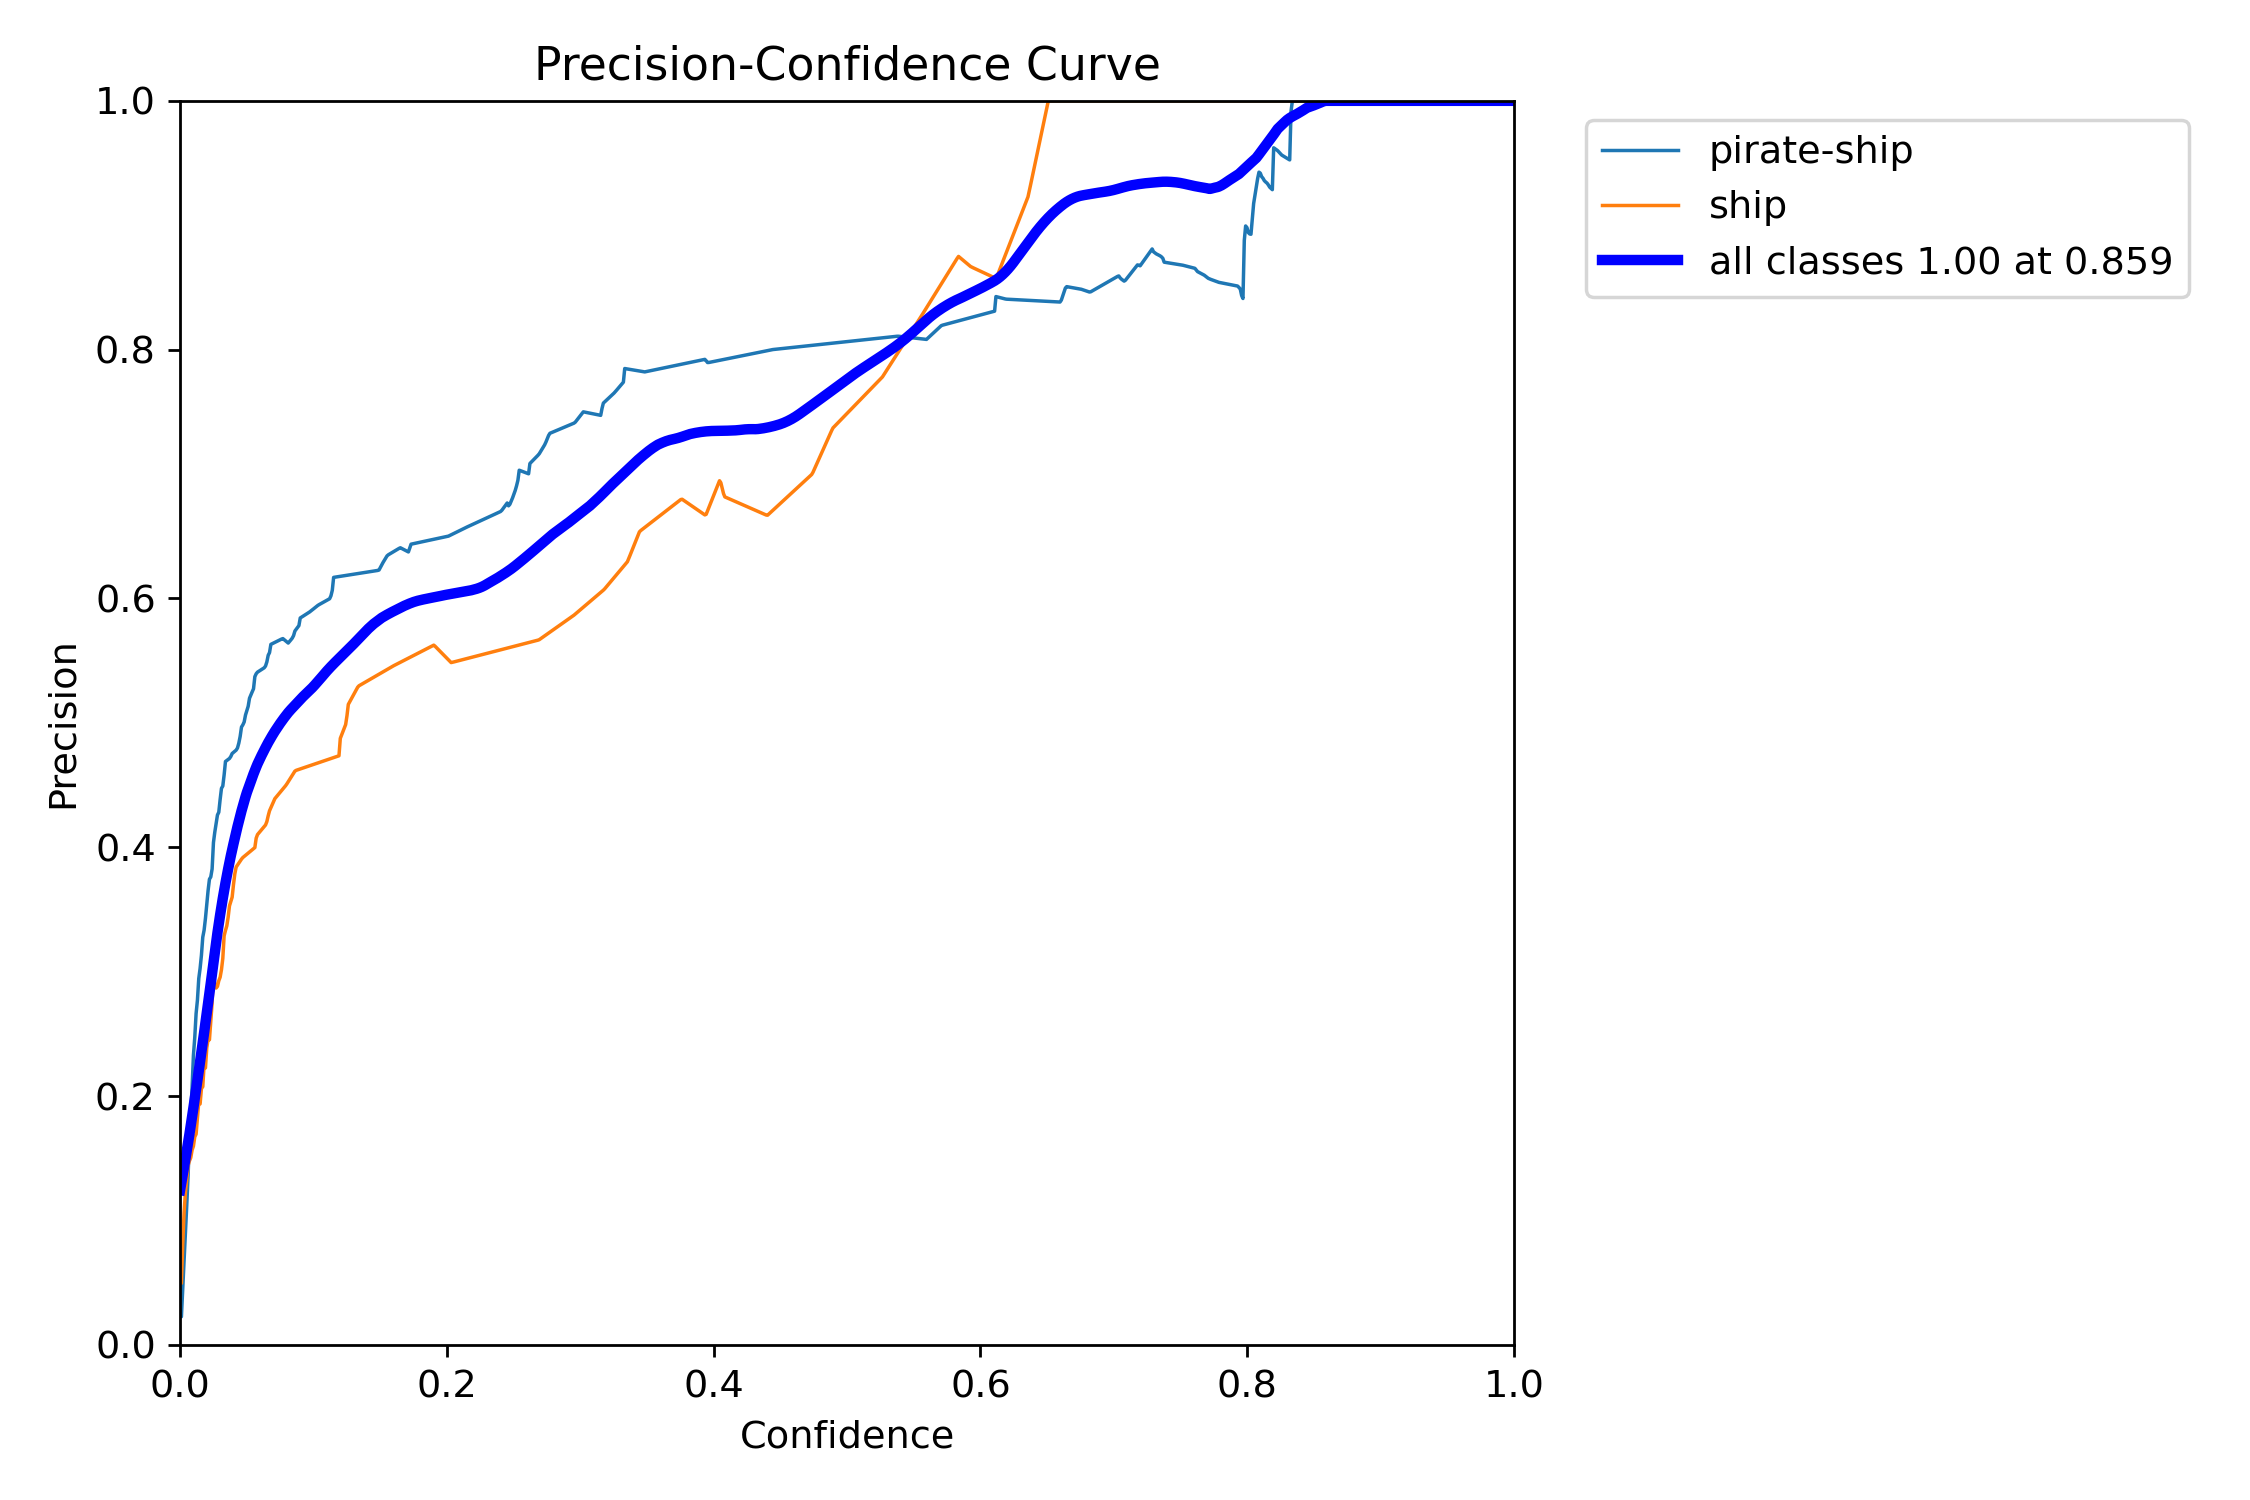 Precision-Confidence Curve
1.0
0.8
0.6
0.4
0.2
0.0
Precision
0.0 0.2 0.4 0.6 0.8 1.0
Confidence
pirate-ship
ship
all classes 1.00 at 0.859